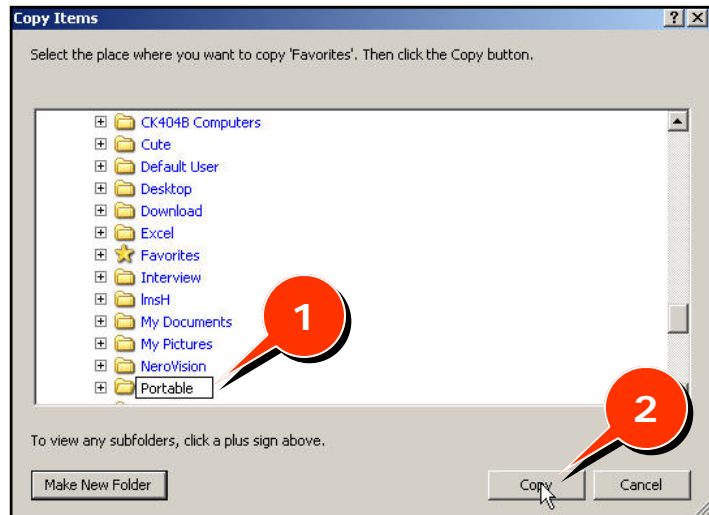 Copy Items
Select the place where you want to copy 'Favorites'. Then click the Copy button.
CK404B Computers
Cute
Default User
Desktop
Download
Excel
Favorites
Interview
lmsH
My Documents
My Pictures
NeroVision
Portable
1
2
To view any subfolders, click a plus sign above.
Make New Folder
Copy
Cancel